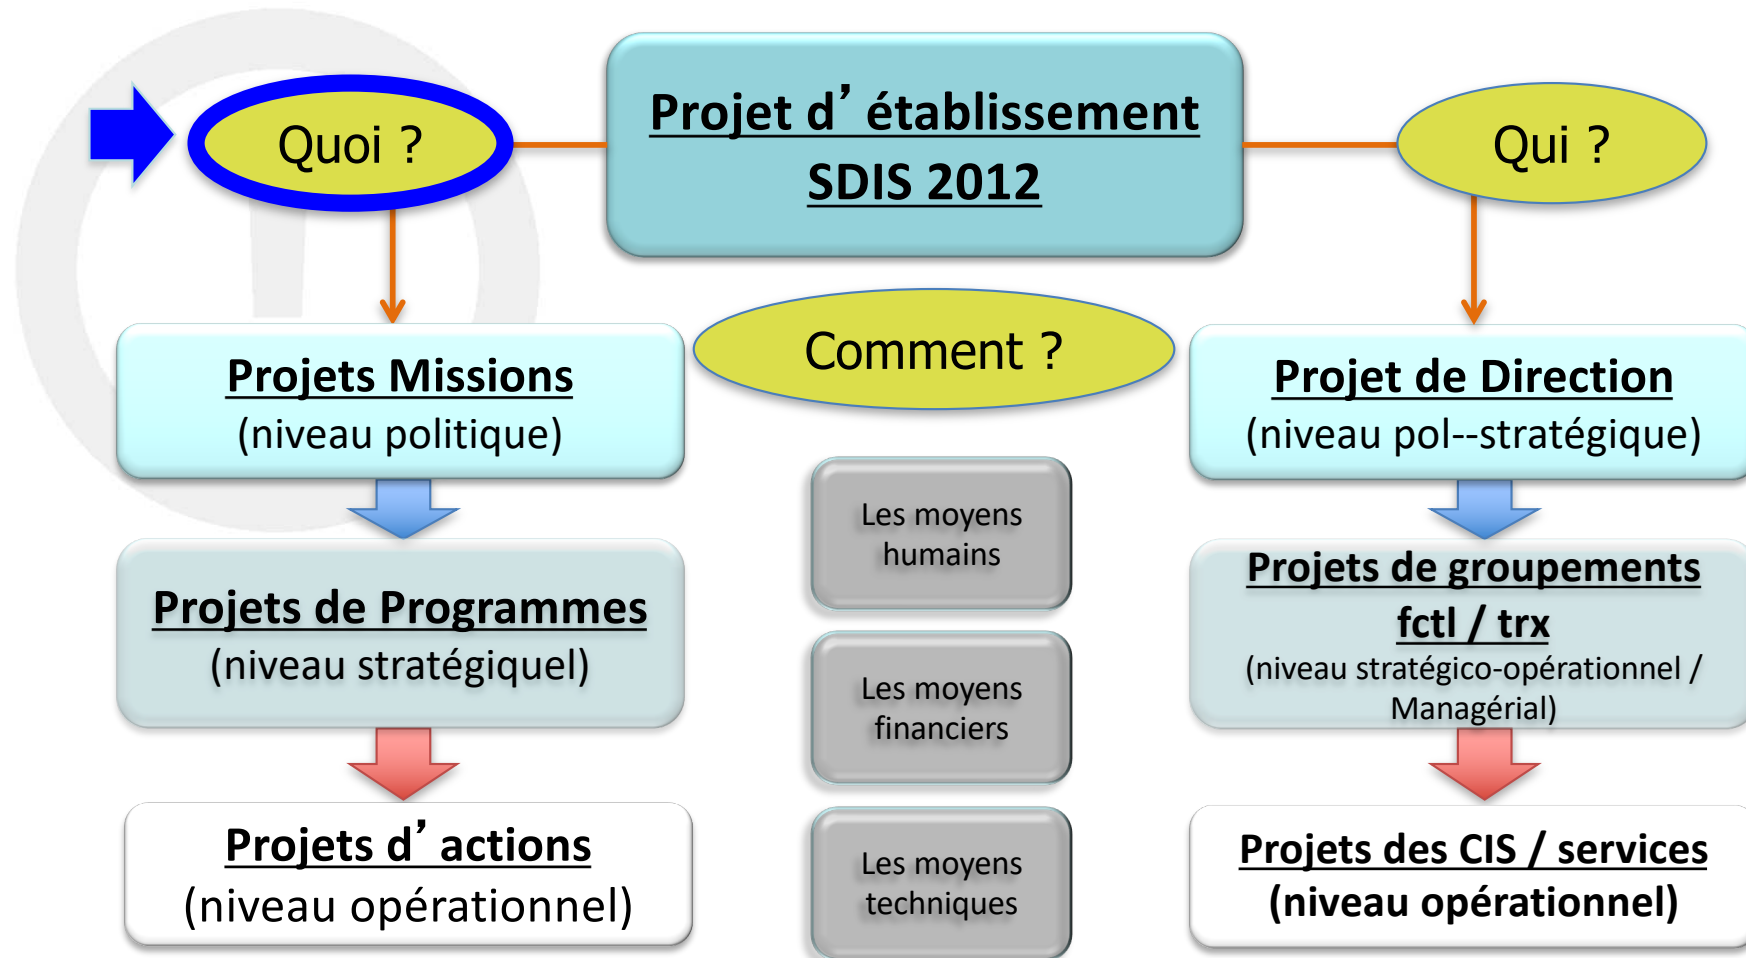 Projet d’ établissement
SDIS 2012
Quoi ?
Qui ?
Comment ?
Projets Missions
(niveau politique)
Projets de Programmes
(niveau stratégiquel)
Projets d’ actions
(niveau opérationnel)
Les moyens
humains
Les moyens
financiers
Les moyens
techniques
Projet de Direction
(niveau pol--stratégique)
Projets de groupements
fctl / trx
(niveau stratégico-opérationnel /
Managérial)
Projets des CIS / services
(niveau opérationnel)